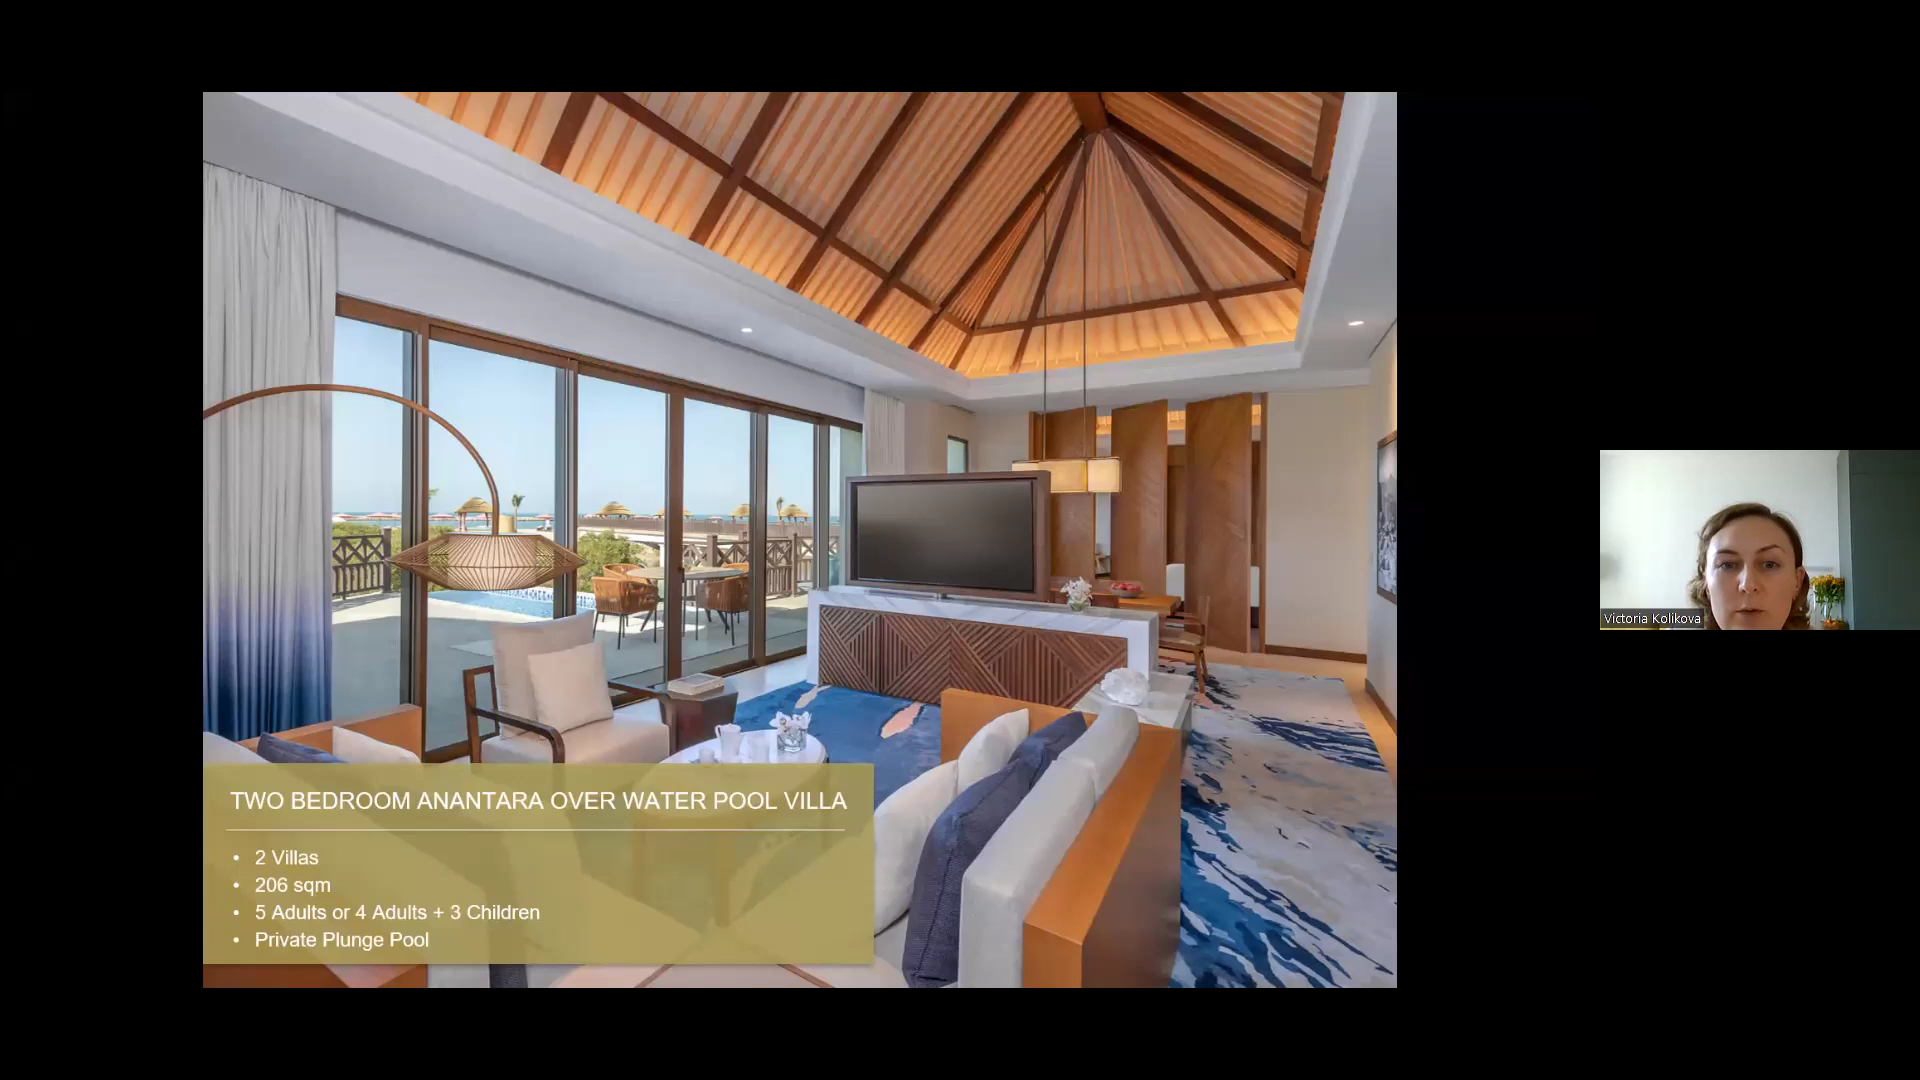 TWO BEDROOM ANANTARA OVER WATER POOL VILLA
• 2 Villas
• 206 sqm
• 5 Adults or 4 Adults + 3 Children
• Private Plunge Pool
Victoria Kolikova